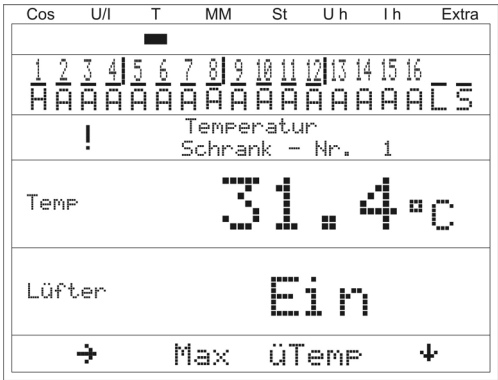 Cos U/I T MM St U h I h Extra
1 2 3 4 5 6 7 8 9 10 11 12 13 14 15 16
A A A A A A A A A A A A A A A A L S
! Temperatur
Schrank - Nr. 1
Temp 31.4°C
Lüfter Ein
→ Max üTemp ↓